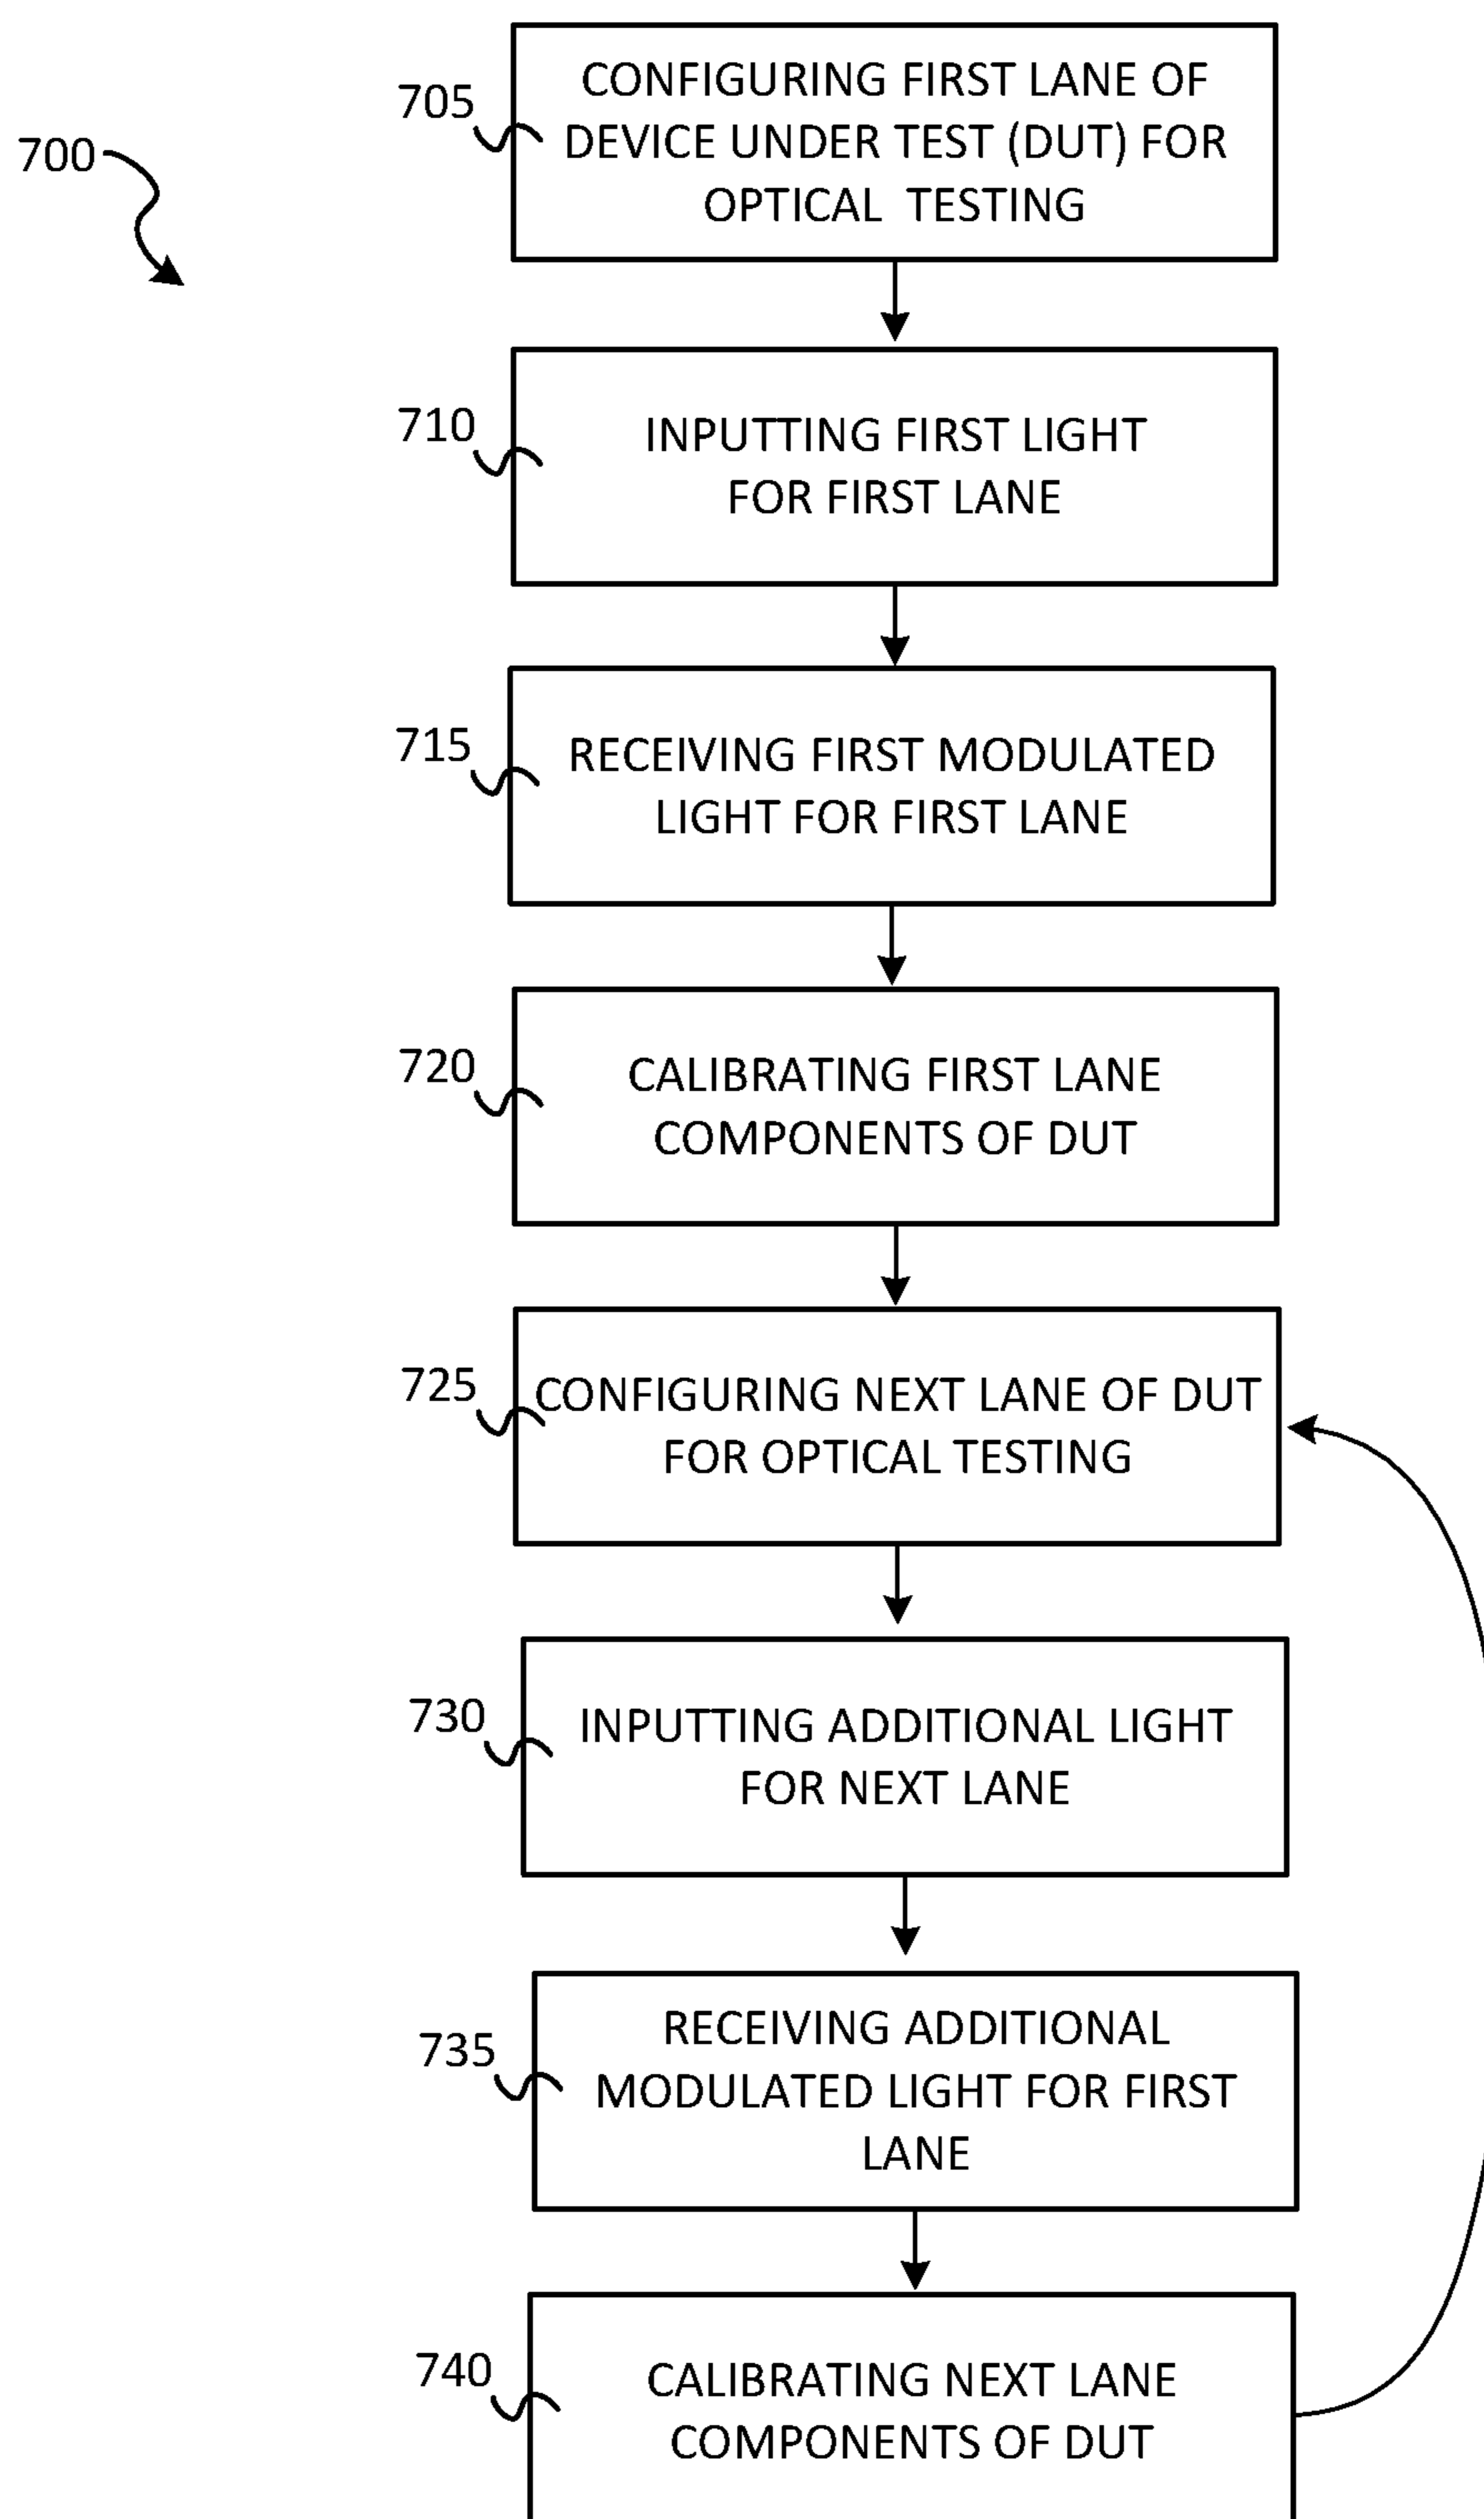 700
705
CONFIGURING FIRST LANE OF
DEVICE UNDER TEST (DUT) FOR
OPTICAL TESTING
710
INPUTTING FIRST LIGHT
FOR FIRST LANE
715
RECEIVING FIRST MODULATED
LIGHT FOR FIRST LANE
720
CALIBRATING FIRST LANE
COMPONENTS OF DUT
725
CONFIGURING NEXT LANE OF DUT
FOR OPTICAL TESTING
730
INPUTTING ADDITIONAL LIGHT
FOR NEXT LANE
735
RECEIVING ADDITIONAL
MODULATED LIGHT FOR FIRST
LANE
740
CALIBRATING NEXT LANE
COMPONENTS OF DUT